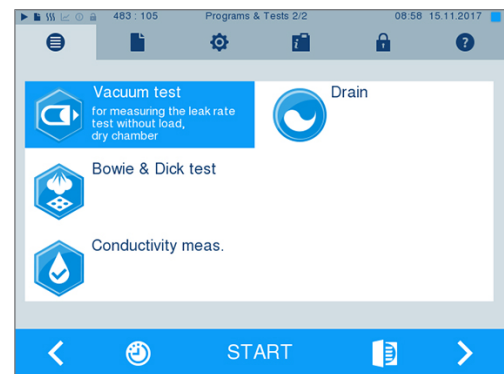 483 : 105 Programs & Tests 2/2 08:58 15.11.2017
Vacuum test
for measuring the leak rate
test without load,
dry chamber
Drain
Bowie & Dick test
Conductivity meas.
START